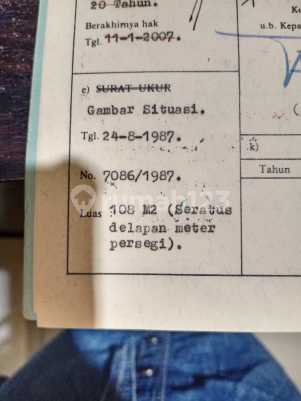 20 Tahun.
Berakhirnya hak
Tgl. 11-1-2007.
e) SURAT UKUR
Gambar Situasi.
Tgl. 24-8-1987.
No. 7086/1987.
Luas 108 M2 (Seratus
delapan meter
persegi).
u.b. Kepa
k)
Tahun
rumah123